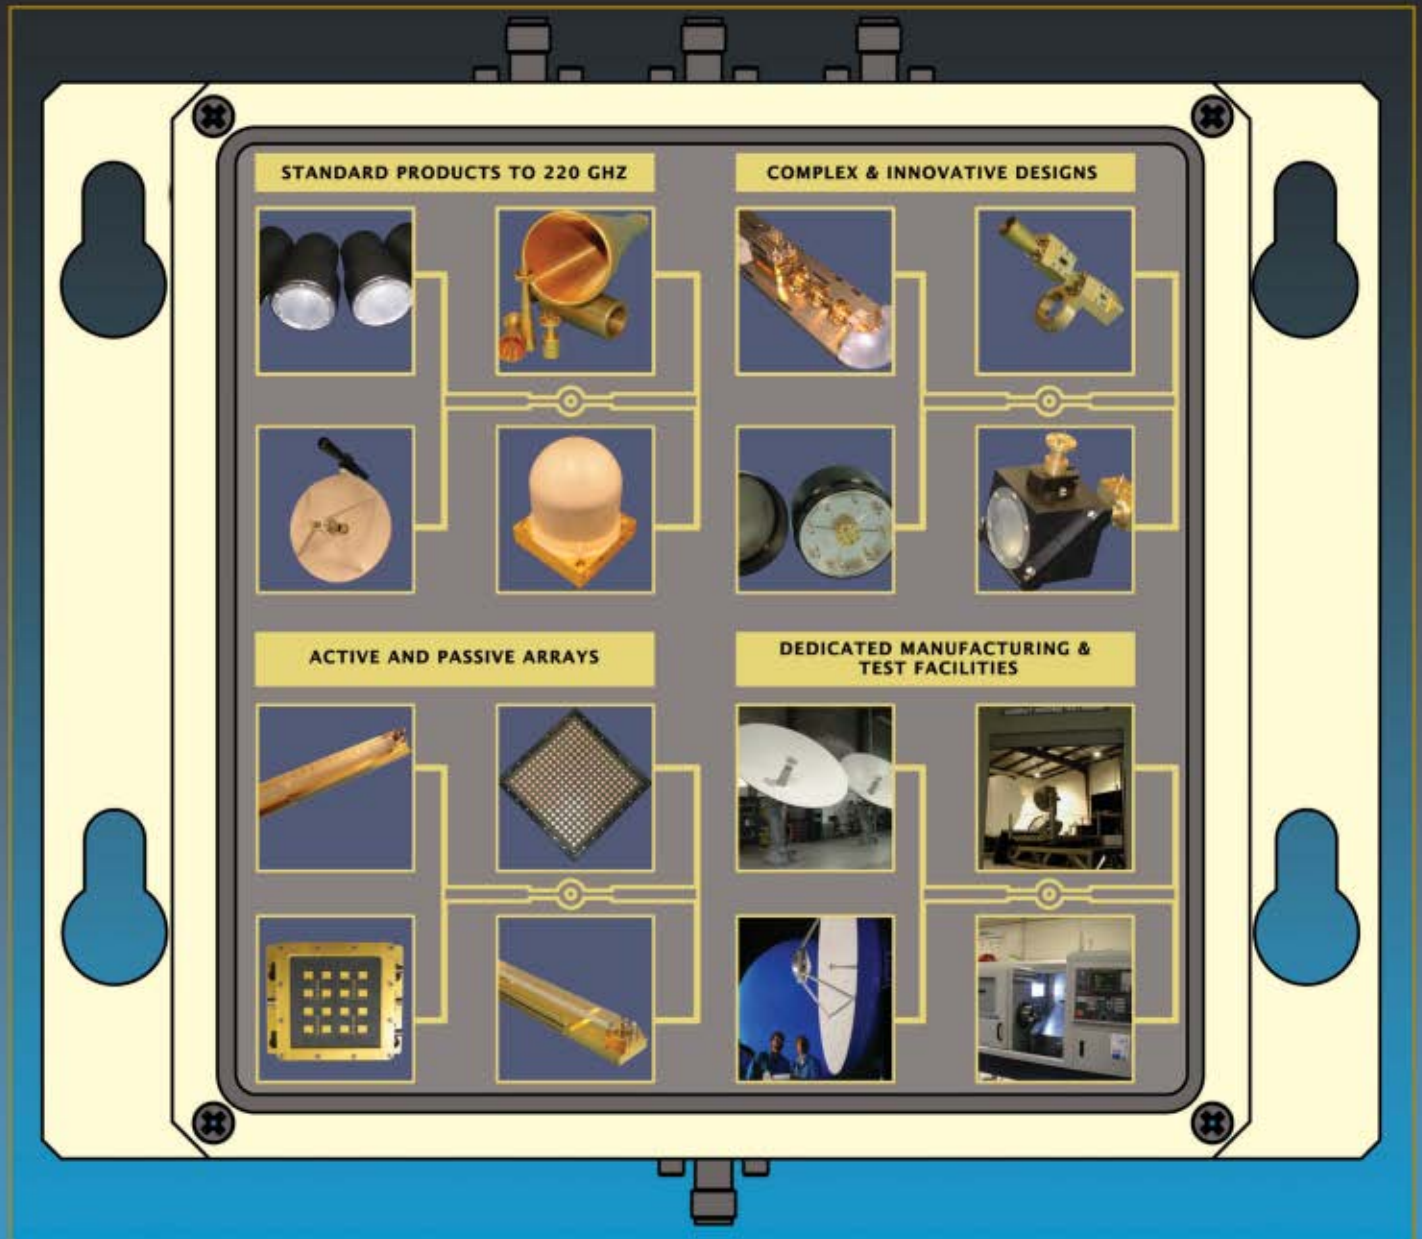 STANDARD PRODUCTS TO 220 GHZ
COMPLEX & INNOVATIVE DESIGNS
ACTIVE AND PASSIVE ARRAYS
DEDICATED MANUFACTURING &
TEST FACILITIES